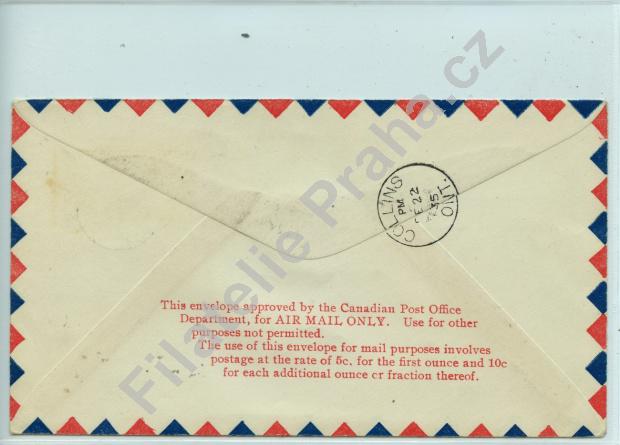 COLLINS ONT.
PM
22
35
This envelope approved by the Canadian Post Office
Department, for AIR MAIL ONLY. Use for other
purposes not permitted.
The use of this envelope for mail purposes involves
postage at the rate of 5c. for the first ounce and 10c
for each additional ounce or fraction thereof.
Filatelie Praha.cz